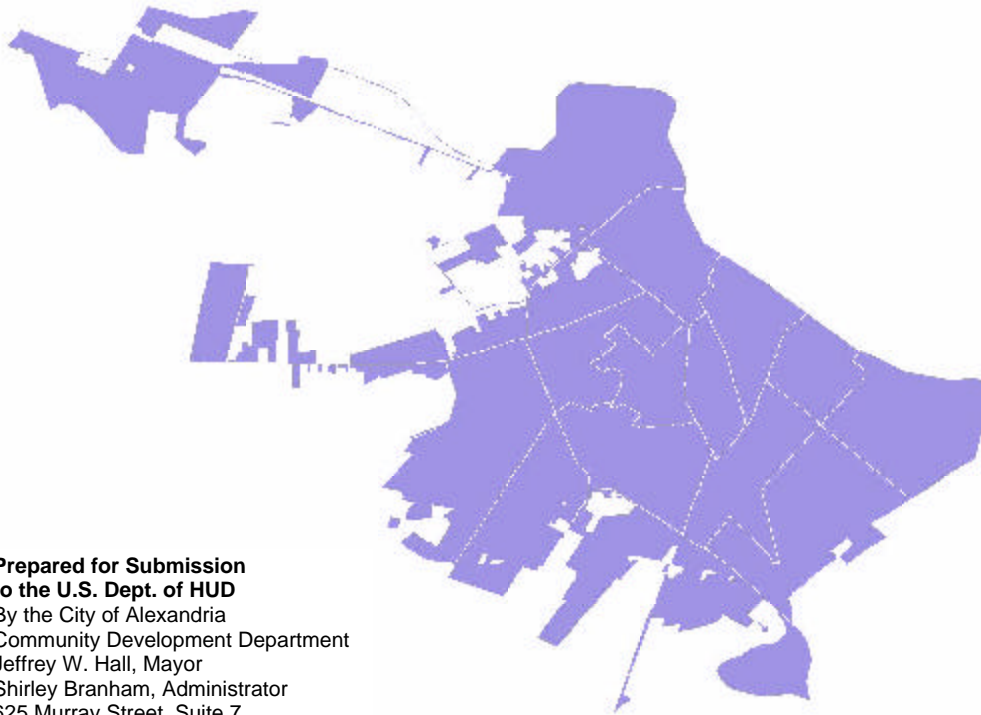 Prepared for Submission
to the U.S. Dept. of HUD
By the City of Alexandria
Community Development Department
Jeffrey W. Hall, Mayor
Shirley Branham, Administrator
625 Murray Street, Suite 7